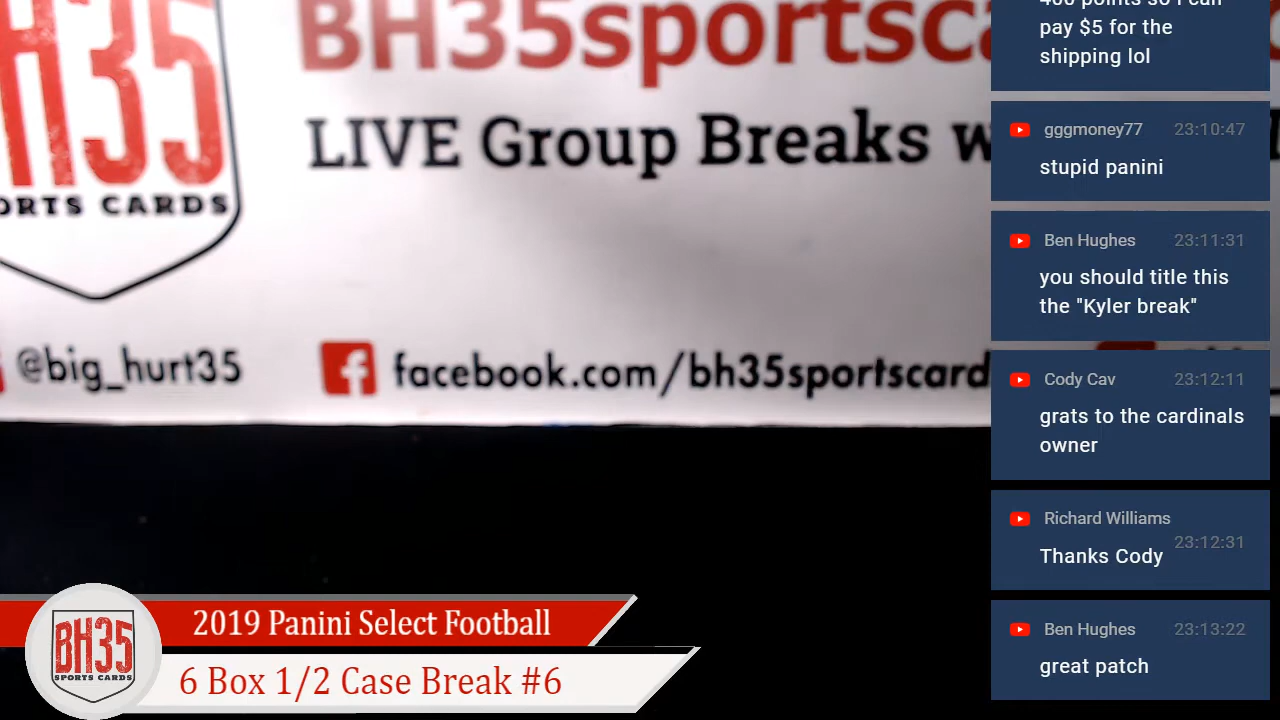 BH35sportsc
H35
ORTS CARDS
LIVE Group Breaks w
@big_hurt35
facebook.com/bh35sportscard
pay $5 for the
shipping lol
gggmoney77 23:10:47
stupid panini
Ben Hughes 23:11:31
you should title this
the "Kyler break"
Cody Cav 23:12:11
grats to the cardinals
owner
Richard Williams
23:12:31
Thanks Cody
Ben Hughes 23:13:22
great patch
BH35
SPORTS CARDS
2019 Panini Select Football
6 Box 1/2 Case Break #6